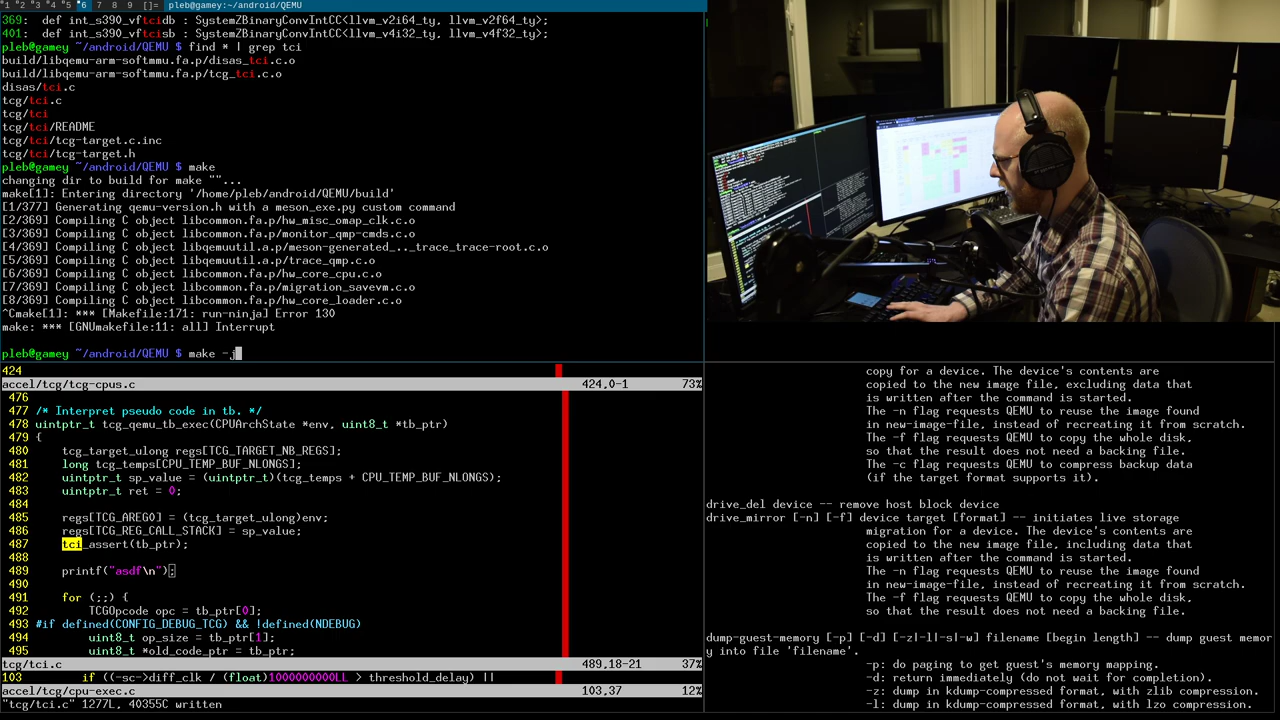 °1 °2 °3 °4 °5 °6 7 8 9 []= pleb@gamey:~/android/QEMU
369: def int_s390_vftcidb : SystemZBinaryConvIntCC<llvm_v2i64_ty, llvm_v2f64_ty>;
401: def int_s390_vftcisb : SystemZBinaryConvIntCC<llvm_v4i32_ty, llvm_v4f32_ty>;
pleb@gamey ~/android/QEMU $ find * | grep tci
build/libqemu-arm-softmmu.fa.p/disas_tci.c.o
build/libqemu-arm-softmmu.fa.p/tcg_tci.c.o
disas/tci.c
tcg/tci.c
tcg/tci
tcg/tci/README
tcg/tci/tcg-target.c.inc
tcg/tci/tcg-target.h
pleb@gamey ~/android/QEMU $ make
changing dir to build for make ""...
make[1]: Entering directory '/home/pleb/android/QEMU/build'
[1/377] Generating qemu-version.h with a meson_exe.py custom command
[2/369] Compiling C object libcommon.fa.p/hw_misc_omap_clk.c.o
[3/369] Compiling C object libcommon.fa.p/monitor_qmp-cmds.c.o
[4/369] Compiling C object libqemuutil.a.p/meson-generated_.._trace_trace-root.c.o
[5/369] Compiling C object libqemuutil.a.p/trace_qmp.c.o
[6/369] Compiling C object libcommon.fa.p/hw_core_cpu.c.o
[7/369] Compiling C object libcommon.fa.p/migration_savevm.c.o
[8/369] Compiling C object libcommon.fa.p/hw_core_loader.c.o
^Cmake[1]: *** [Makefile:171: run-ninja] Error 130
make: *** [GNUmakefile:11: all] Interrupt
pleb@gamey ~/android/QEMU $ make -j
424
accel/tcg/tcg-cpus.c 424,0-1 73%
476
477 /* Interpret pseudo code in tb. */
478 uintptr_t tcg_qemu_tb_exec(CPUArchState *env, uint8_t *tb_ptr)
479 {
480 tcg_target_ulong regs[TCG_TARGET_NB_REGS];
481 long tcg_temps[CPU_TEMP_BUF_NLONGS];
482 uintptr_t sp_value = (uintptr_t)(tcg_temps + CPU_TEMP_BUF_NLONGS);
483 uintptr_t ret = 0;
484
485 regs[TCG_AREG0] = (tcg_target_ulong)env;
486 regs[TCG_REG_CALL_STACK] = sp_value;
487 tci_assert(tb_ptr);
488
489 printf("asdf\n");
490
491 for (;;) {
492 TCGOpcode opc = tb_ptr[0];
493 #if defined(CONFIG_DEBUG_TCG) && !defined(NDEBUG)
494 uint8_t op_size = tb_ptr[1];
495 uint8_t *old_code_ptr = tb_ptr;
tcg/tci.c 489,18-21 37%
103 if ((-sc->diff_clk / (float)1000000000LL > threshold_delay) ||
accel/tcg/cpu-exec.c 103,37 12%
"tcg/tci.c" 1277L, 40355C written
copy for a device. The device's contents are
copied to the new image file, excluding data that
is written after the command is started.
The -n flag requests QEMU to reuse the image found
in new-image-file, instead of recreating it from scratch.
The -f flag requests QEMU to copy the whole disk,
so that the result does not need a backing file.
The -c flag requests QEMU to compress backup data
(if the target format supports it).
drive_del device -- remove host block device
drive_mirror [-n] [-f] device target [format] -- initiates live storage
migration for a device. The device's contents are
copied to the new image file, including data that
is written after the command is started.
The -n flag requests QEMU to reuse the image found
in new-image-file, instead of recreating it from scratch.
The -f flag requests QEMU to copy the whole disk,
so that the result does not need a backing file.
dump-guest-memory [-p] [-d] [-z|-l|-s|-w] filename [begin length] -- dump guest memor
y into file 'filename'.
-p: do paging to get guest's memory mapping.
-d: return immediately (do not wait for completion).
-z: dump in kdump-compressed format, with zlib compression.
-l: dump in kdump-compressed format, with lzo compression.